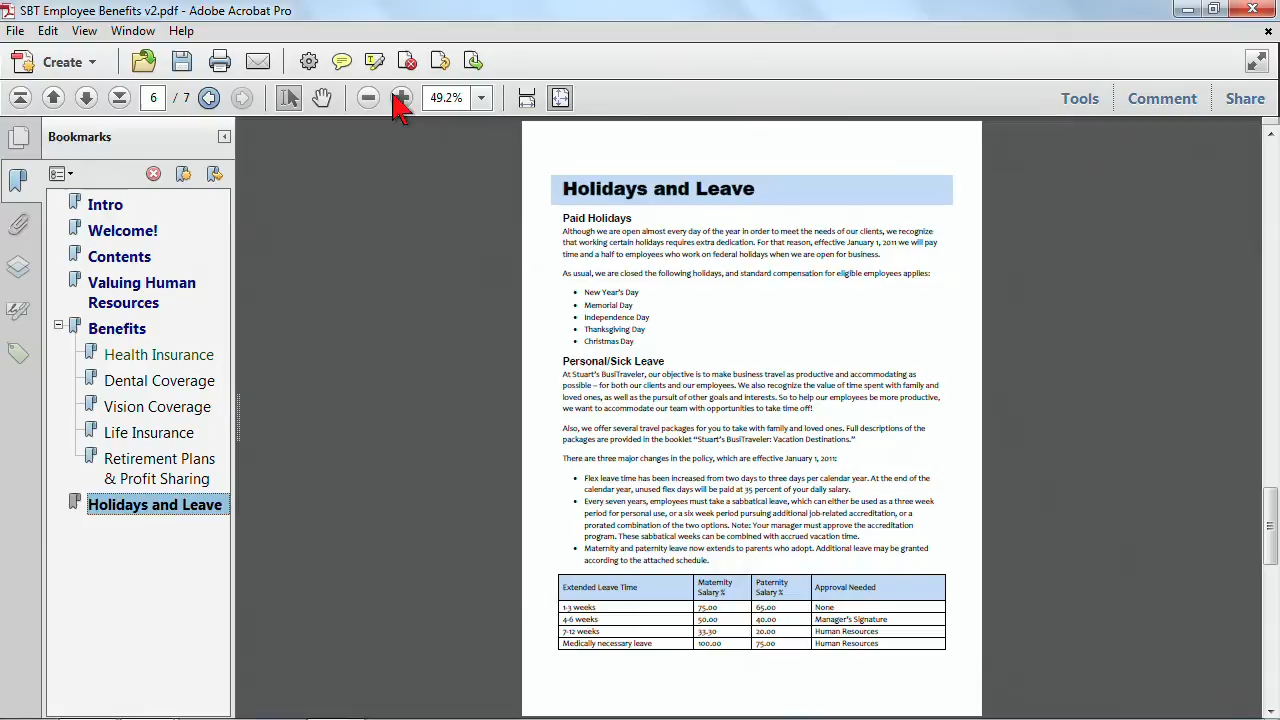 SBT Employee Benefits v2.pdf - Adobe Acrobat Pro
File Edit View Window Help
Create
6 / 7 49.2% Tools Comment Share
Bookmarks
Intro
Welcome!
Contents
Valuing Human
Resources
Benefits
Health Insurance
Dental Coverage
Vision Coverage
Life Insurance
Retirement Plans
& Profit Sharing
Holidays and Leave
Holidays and Leave
Paid Holidays
Although we are open almost every day of the year in order to meet the needs of our clients, we recognize
that working certain holidays requires extra dedication. For that reason, effective January 1, 2011 we will pay
time and a half to employees who work on federal holidays when we are open for business.
As usual, we are closed the following holidays, and standard compensation for eligible employees applies:
• New Year's Day
• Memorial Day
• Independence Day
• Thanksgiving Day
• Christmas Day
Personal/Sick Leave
At Stuart's BusiTraveler, our objective is to make business travel as productive and accommodating as
possible – for both our clients and our employees. We also recognize the value of time spent with family and
loved ones, as well as the pursuit of other goals and interests. So to help our employees be more productive,
we want to accommodate our team with opportunities to take time off!
Also, we offer several travel packages for you to take with family and loved ones. Full descriptions of the
packages are provided in the booklet “Stuart's BusiTraveler: Vacation Destinations.”
There are three major changes in the policy, which are effective January 1, 2011:
• Flex leave time has been increased from two days to three days per calendar year. At the end of the
calendar year, unused flex days will be paid at 35 percent of your daily salary.
• Every seven years, employees must take a sabbatical leave, which can either be used as a three week
period for personal use, or a six week period pursuing additional job-related accreditation, or a
prorated combination of the two options. Note: Your manager must approve the accreditation
program. These sabbatical weeks can be combined with accrued vacation time.
• Maternity and paternity leave now extends to parents who adopt. Additional leave may be granted
according to the attached schedule.
Extended Leave Time Maternity Salary % Paternity Salary % Approval Needed
1-3 weeks 75.00 65.00 None
4-6 weeks 50.00 40.00 Manager's Signature
7-12 weeks 33.30 20.00 Human Resources
Medically necessary leave 100.00 75.00 Human Resources